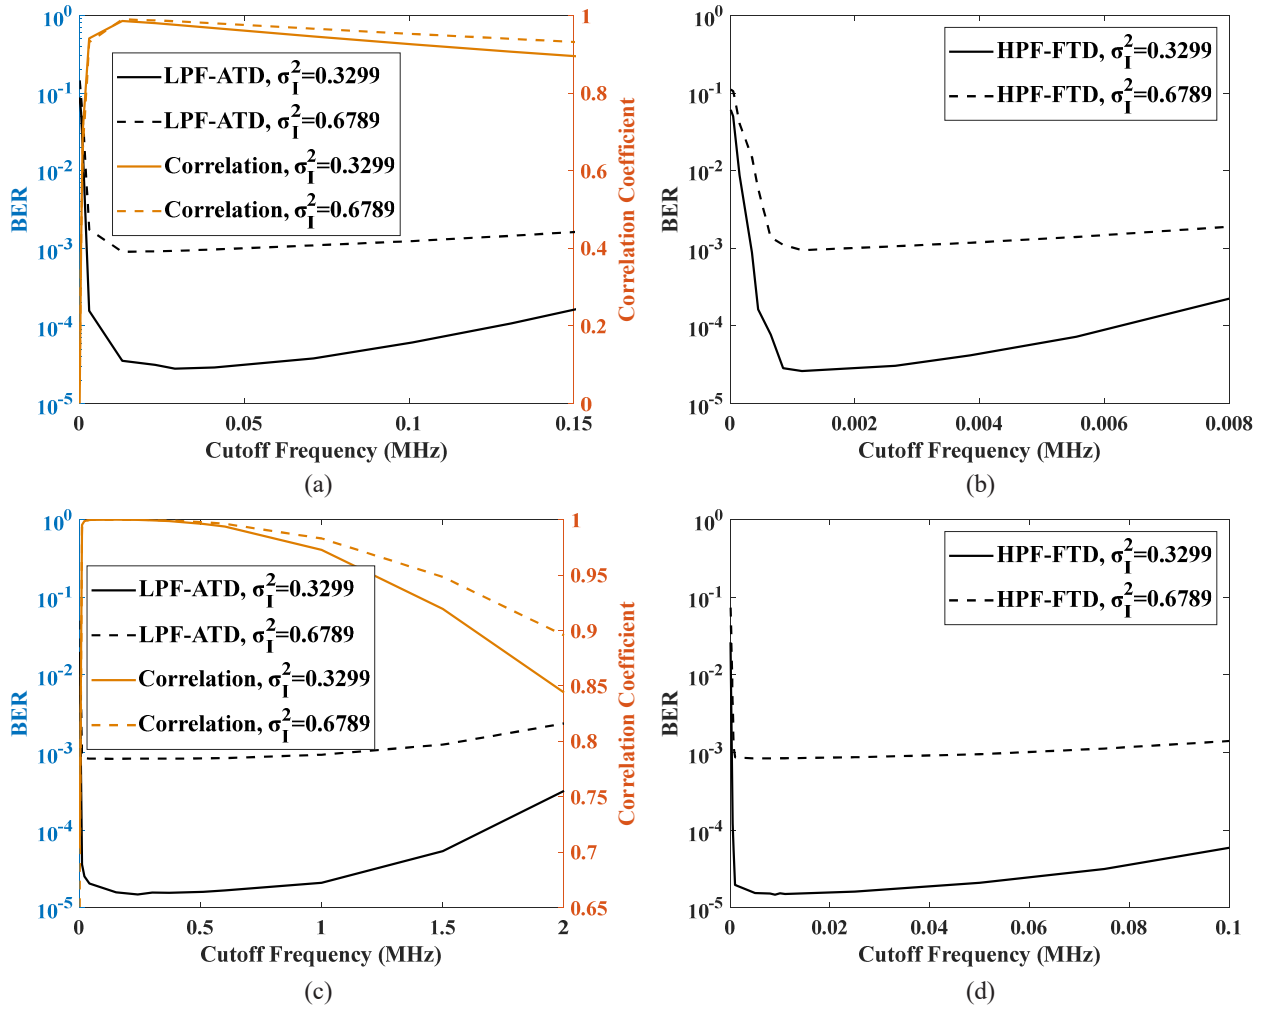 10^0
10^-1
10^-2
10^-3
10^-4
10^-5
BER
1
0.8
0.6
0.4
0.2
0
Correlation Coefficient
LPF-ATD, σ_I^2=0.3299
LPF-ATD, σ_I^2=0.6789
Correlation, σ_I^2=0.3299
Correlation, σ_I^2=0.6789
0 0.05 0.1 0.15
Cutoff Frequency (MHz)
(a)
10^0
10^-1
10^-2
10^-3
10^-4
10^-5
BER
HPF-FTD, σ_I^2=0.3299
HPF-FTD, σ_I^2=0.6789
0 0.002 0.004 0.006 0.008
Cutoff Frequency (MHz)
(b)
10^0
10^-1
10^-2
10^-3
10^-4
10^-5
BER
1
0.95
0.9
0.85
0.8
0.75
0.7
0.65
Correlation Coefficient
LPF-ATD, σ_I^2=0.3299
LPF-ATD, σ_I^2=0.6789
Correlation, σ_I^2=0.3299
Correlation, σ_I^2=0.6789
0 0.5 1 1.5 2
Cutoff Frequency (MHz)
(c)
10^0
10^-1
10^-2
10^-3
10^-4
10^-5
BER
HPF-FTD, σ_I^2=0.3299
HPF-FTD, σ_I^2=0.6789
0 0.02 0.04 0.06 0.08 0.1
Cutoff Frequency (MHz)
(d)